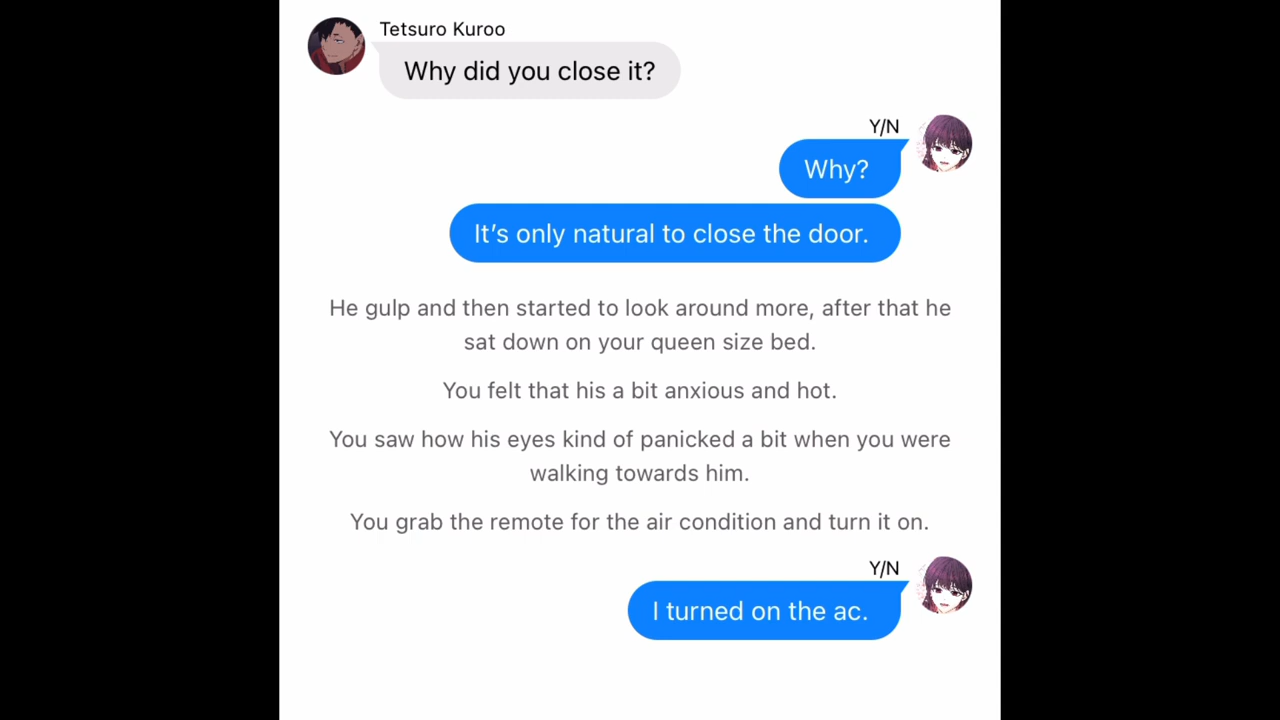 Tetsuro Kuroo
Why did you close it?
Y/N
Why?
It’s only natural to close the door.
He gulp and then started to look around more, after that he
sat down on your queen size bed.
You felt that his a bit anxious and hot.
You saw how his eyes kind of panicked a bit when you were
walking towards him.
You grab the remote for the air condition and turn it on.
Y/N
I turned on the ac.